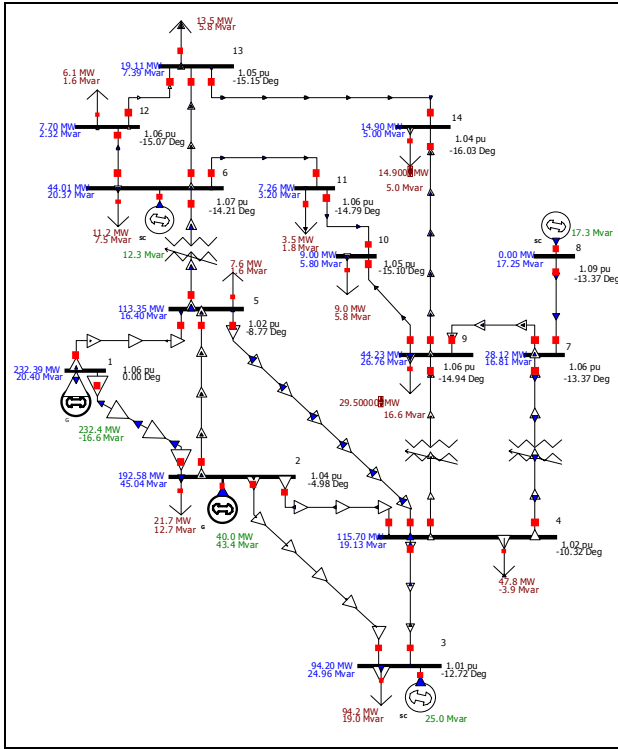 13.5 MW
5.8 Mvar
13
19.11 MW
7.39 Mvar
1.05 pu
-15.15 Deg
6.1 MW
1.6 Mvar
12
7.70 MW
2.32 Mvar
1.06 pu
-15.07 Deg
14
14.90 MW
5.00 Mvar
1.04 pu
-16.03 Deg
14.900 MW
5.0 Mvar
6
44.01 MW
20.37 Mvar
1.07 pu
-14.21 Deg
11
7.26 MW
3.20 Mvar
1.06 pu
-14.79 Deg
11.2 MW
7.5 Mvar
SC
12.3 Mvar
3.5 MW
1.8 Mvar
10
9.00 MW
5.80 Mvar
1.05 pu
-15.10 Deg
17.3 Mvar
SC
8
0.00 MW
17.25 Mvar
1.09 pu
-13.37 Deg
7.6 MW
1.6 Mvar
5
113.35 MW
16.40 Mvar
1.02 pu
-8.77 Deg
9.0 MW
5.8 Mvar
9
44.23 MW
26.76 Mvar
1.06 pu
-14.94 Deg
7
28.12 MW
16.81 Mvar
1.06 pu
-13.37 Deg
1
232.39 MW
20.40 Mvar
1.06 pu
0.00 Deg
G
232.4 MW
-16.6 Mvar
29.5000 MW
16.6 Mvar
2
192.58 MW
45.04 Mvar
1.04 pu
-4.98 Deg
21.7 MW
12.7 Mvar
G
40.0 MW
43.4 Mvar
4
115.70 MW
19.13 Mvar
1.02 pu
-10.32 Deg
47.8 MW
-3.9 Mvar
3
94.20 MW
24.96 Mvar
1.01 pu
-12.72 Deg
94.2 MW
19.0 Mvar
SC
25.0 Mvar